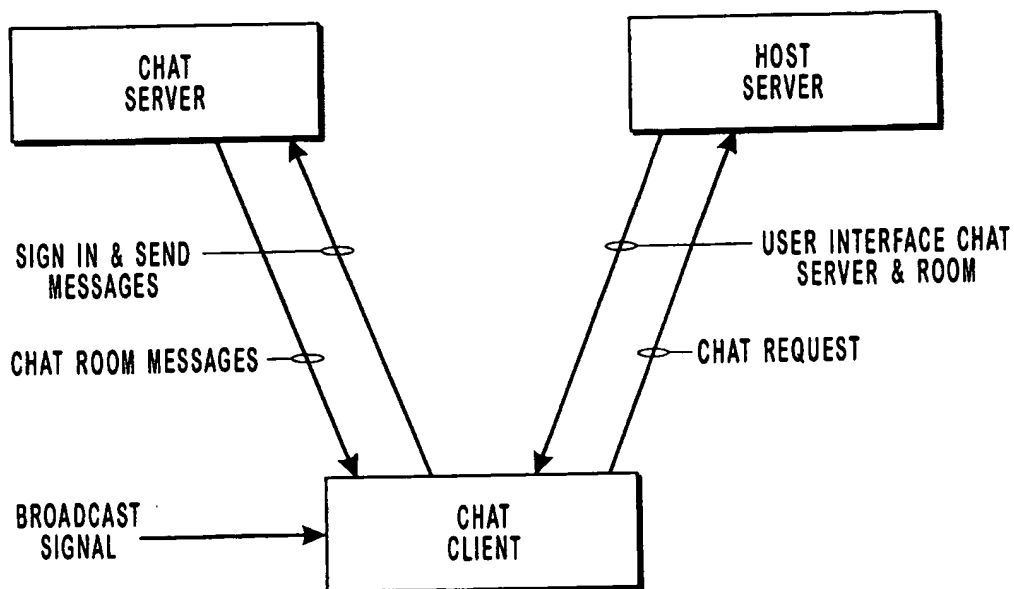 CHAT
SERVER
HOST
SERVER
SIGN IN & SEND
MESSAGES
USER INTERFACE CHAT
SERVER & ROOM
CHAT ROOM MESSAGES
CHAT REQUEST
BROADCAST
SIGNAL
CHAT
CLIENT